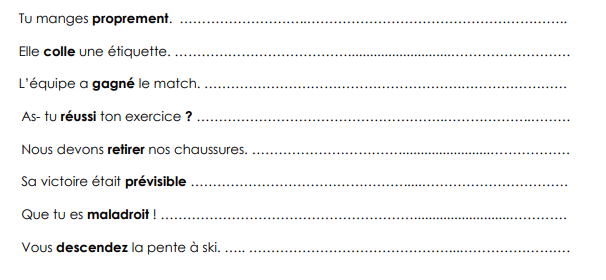 Tu manges proprement. ……………………………………………………………………….
Elle colle une étiquette. ……………………………..........................……………………
L'équipe a gagné le match. …………………………………………………………………
As- tu réussi ton exercice ? …………………………………………..………………..………
Nous devons retirer nos chaussures. …………………………........................………………
Sa victoire était prévisible ………………………………………….....……………………………
Que tu es maladroit ! ……………………………………………….........................…………
Vous descendez la pente à ski. ….. ……………………………………...……………………